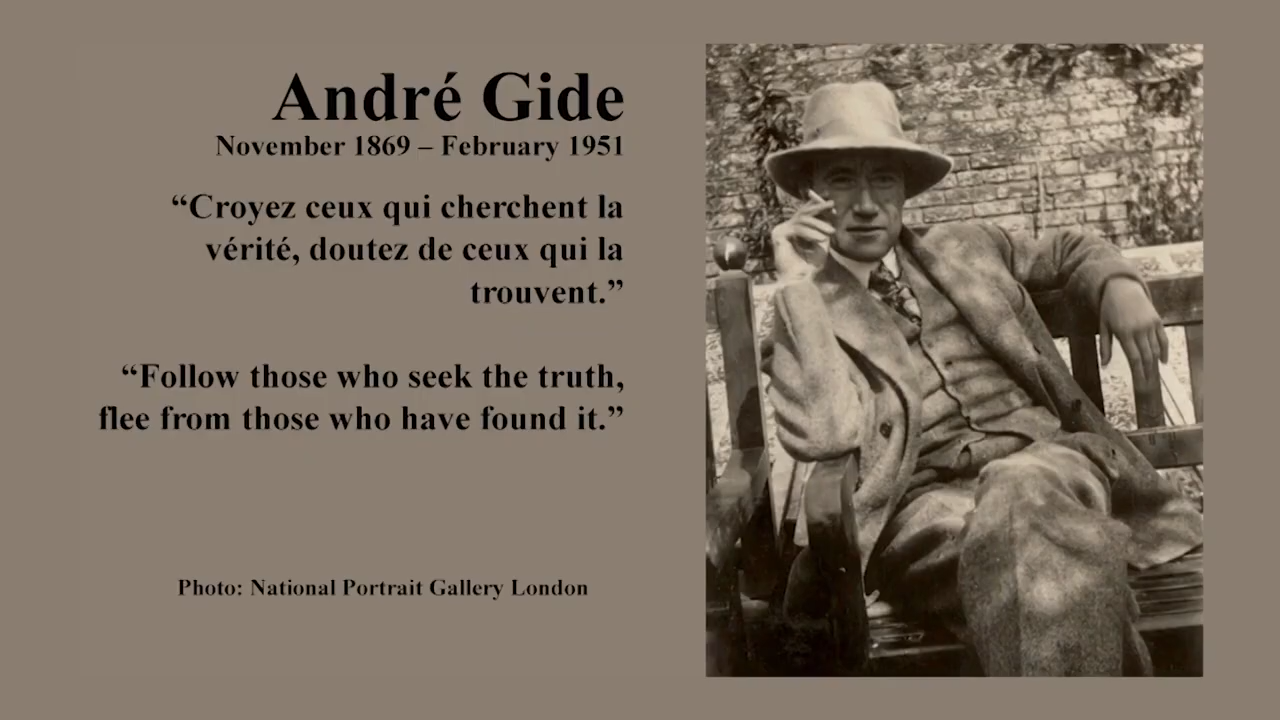 André Gide
November 1869 – February 1951
“Croyez ceux qui cherchent la
vérité, doutez de ceux qui la
trouvent.”
“Follow those who seek the truth,
flee from those who have found it.”
Photo: National Portrait Gallery London